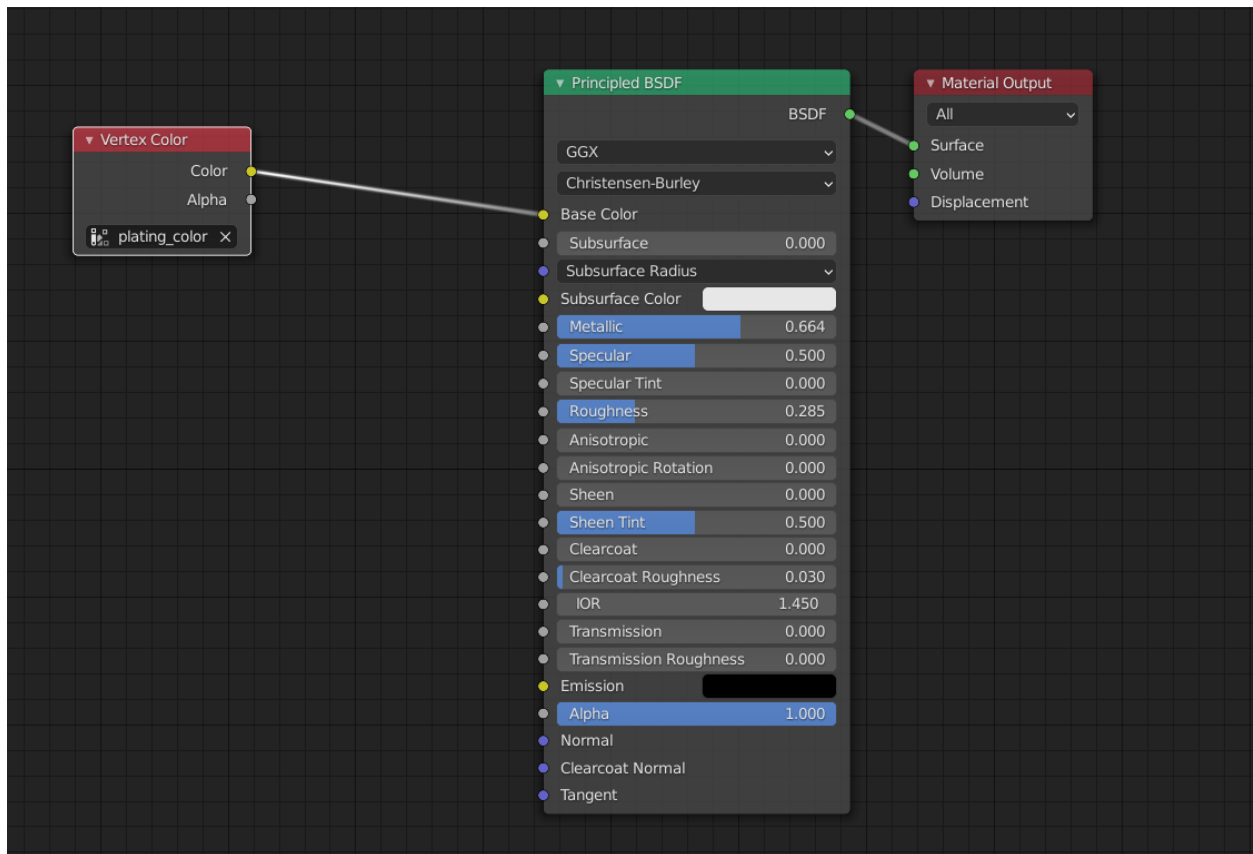 Vertex Color
Color
Alpha
plating_color
Principled BSDF
BSDF
GGX
Christensen-Burley
Base Color
Subsurface 0.000
Subsurface Radius
Subsurface Color
Metallic 0.664
Specular 0.500
Specular Tint 0.000
Roughness 0.285
Anisotropic 0.000
Anisotropic Rotation 0.000
Sheen 0.000
Sheen Tint 0.500
Clearcoat 0.000
Clearcoat Roughness 0.030
IOR 1.450
Transmission 0.000
Transmission Roughness 0.000
Emission
Alpha 1.000
Normal
Clearcoat Normal
Tangent
Material Output
All
Surface
Volume
Displacement